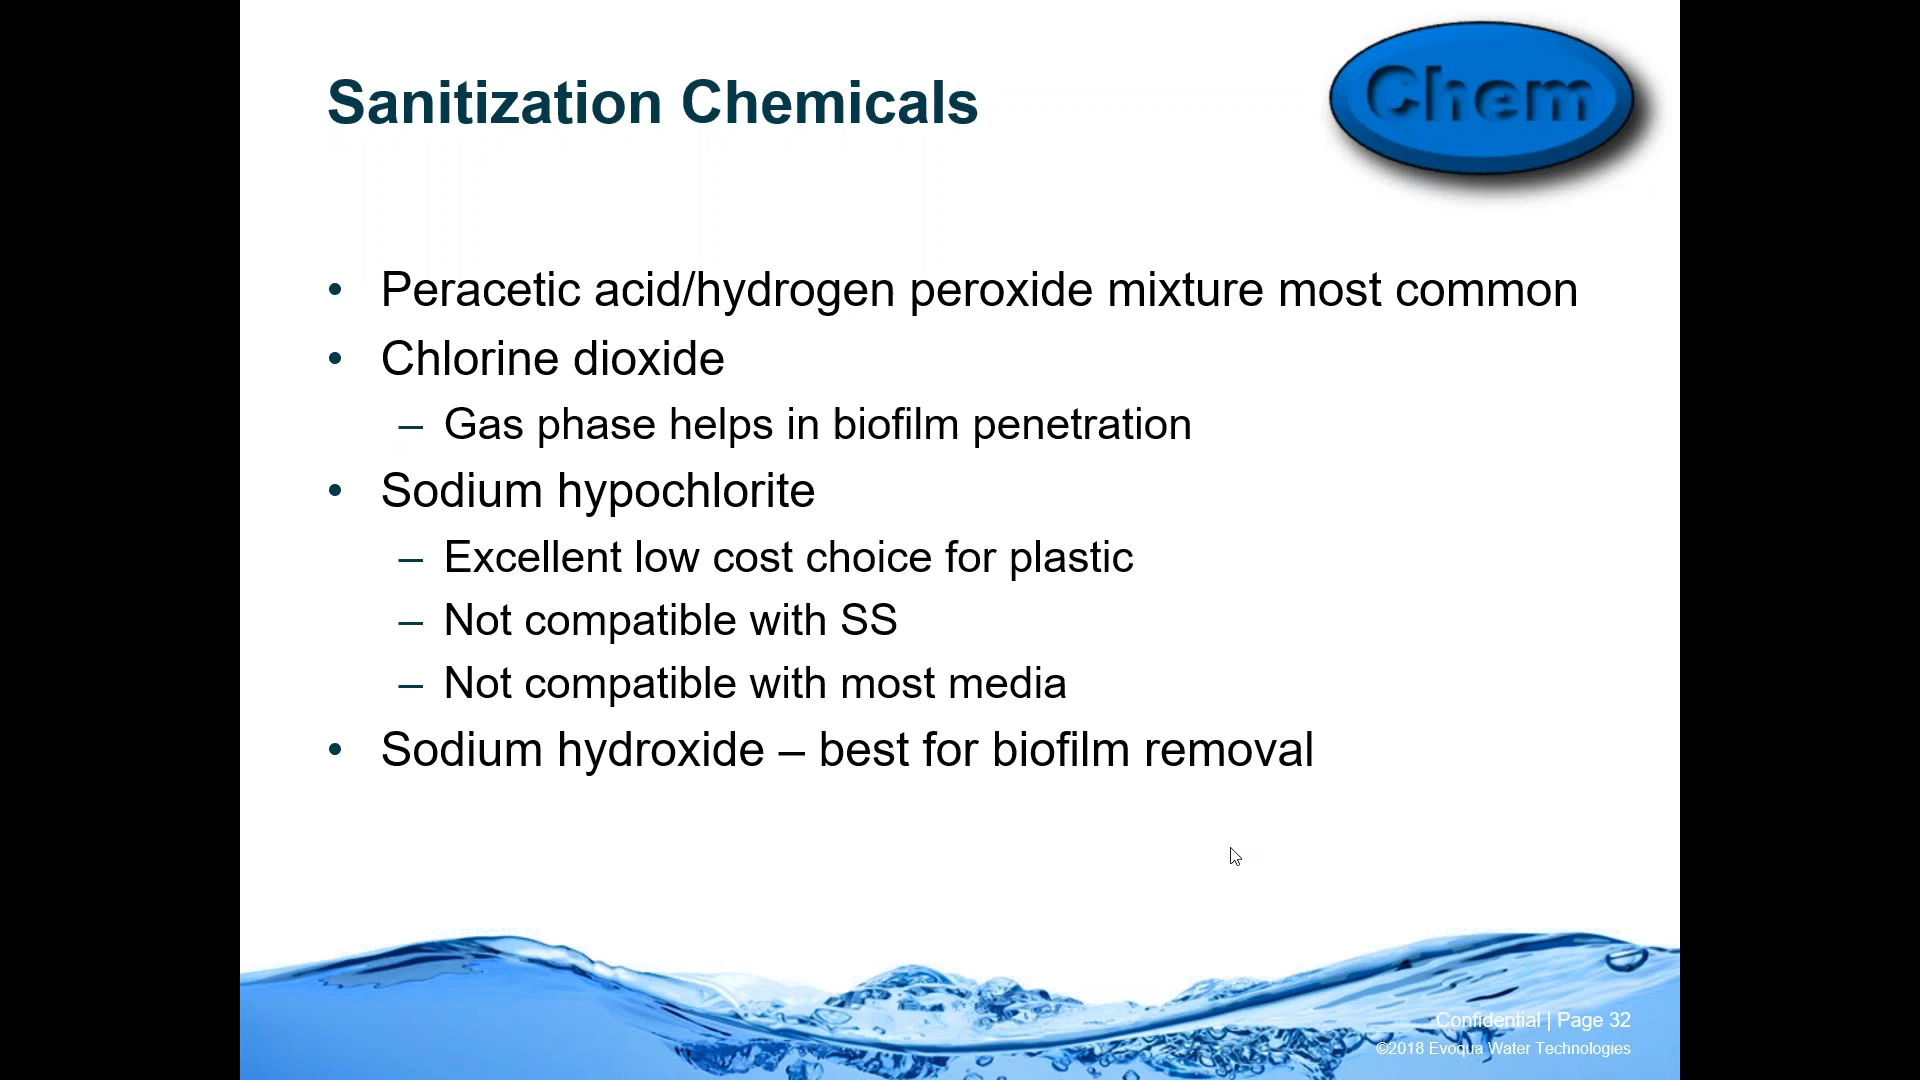 Sanitization Chemicals
Chem
• Peracetic acid/hydrogen peroxide mixture most common
• Chlorine dioxide
– Gas phase helps in biofilm penetration
• Sodium hypochlorite
– Excellent low cost choice for plastic
– Not compatible with SS
– Not compatible with most media
• Sodium hydroxide – best for biofilm removal
Confidential | Page 32
©2018 Evoqua Water Technologies